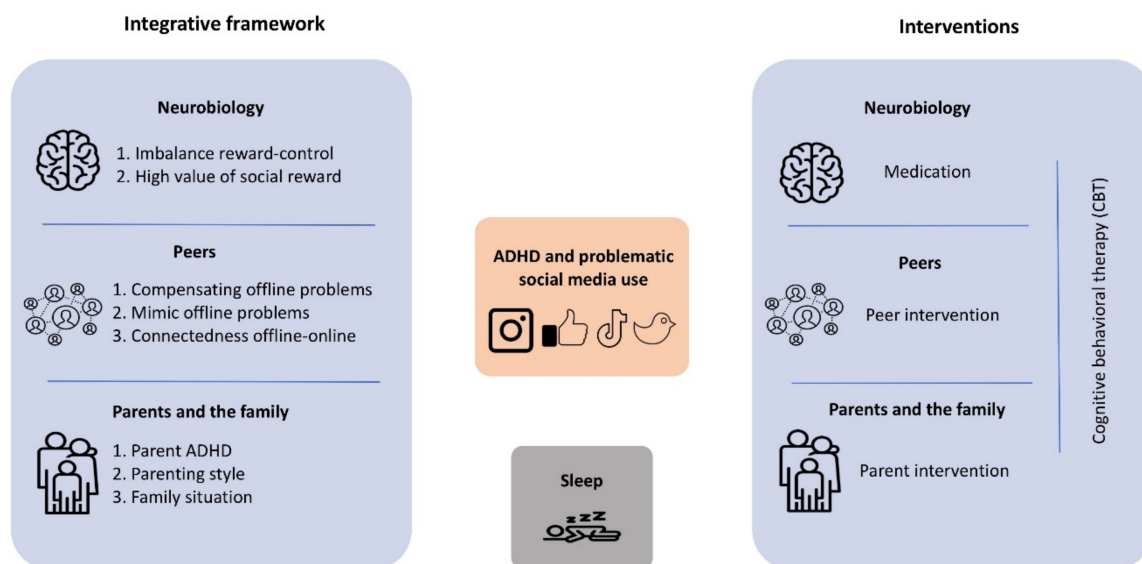 Integrative framework
Neurobiology
1. Imbalance reward-control
2. High value of social reward
Peers
1. Compensating offline problems
2. Mimic offline problems
3. Connectedness offline-online
Parents and the family
1. Parent ADHD
2. Parenting style
3. Family situation
ADHD and problematic
social media use
Sleep
z z Z
Interventions
Neurobiology
Medication
Peers
Peer intervention
Parents and the family
Parent intervention
Cognitive behavioral therapy (CBT)